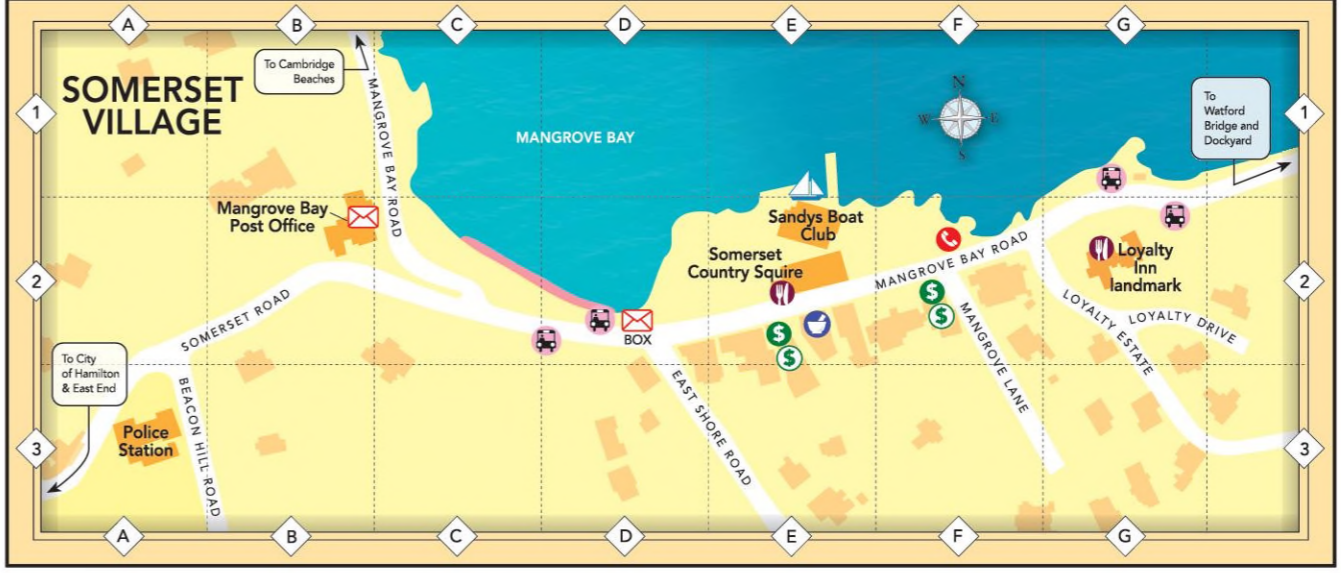 A B C D E F G
To Cambridge
Beaches
SOMERSET
VILLAGE
1
1
To
Watford
Bridge and
Dockyard
MANGROVE BAY
N
W E
S
MANGROVE BAY ROAD
Mangrove Bay
Post Office
Sandys Boat
Club
Somerset
Country Squire
MANGROVE BAY ROAD
Loyalty
Inn
landmark
2
2
SOMERSET ROAD
$
$
$
$
BOX
LOYALTY ESTATE
LOYALTY DRIVE
MANGROVE LANE
To City
of Hamilton
& East End
BEACON HILL ROAD
EAST SHORE ROAD
Police
Station
3
3
A B C D E F G